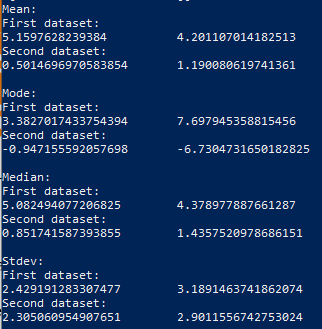 Mean:
First dataset:
5.1597628239384 4.201107014182513
Second dataset:
0.5014696970583854 1.190080619741361
Mode:
First dataset:
3.3827017433754394 7.697945358815456
Second dataset:
-0.947155592057698 -6.7304731650182825
Median:
First dataset:
5.082494077206825 4.378977887661287
Second dataset:
0.851741587393855 1.4357520978686151
Stdev:
First dataset:
2.429191283307477 3.1891463741862074
Second dataset:
2.305060954907651 2.9011556742753024